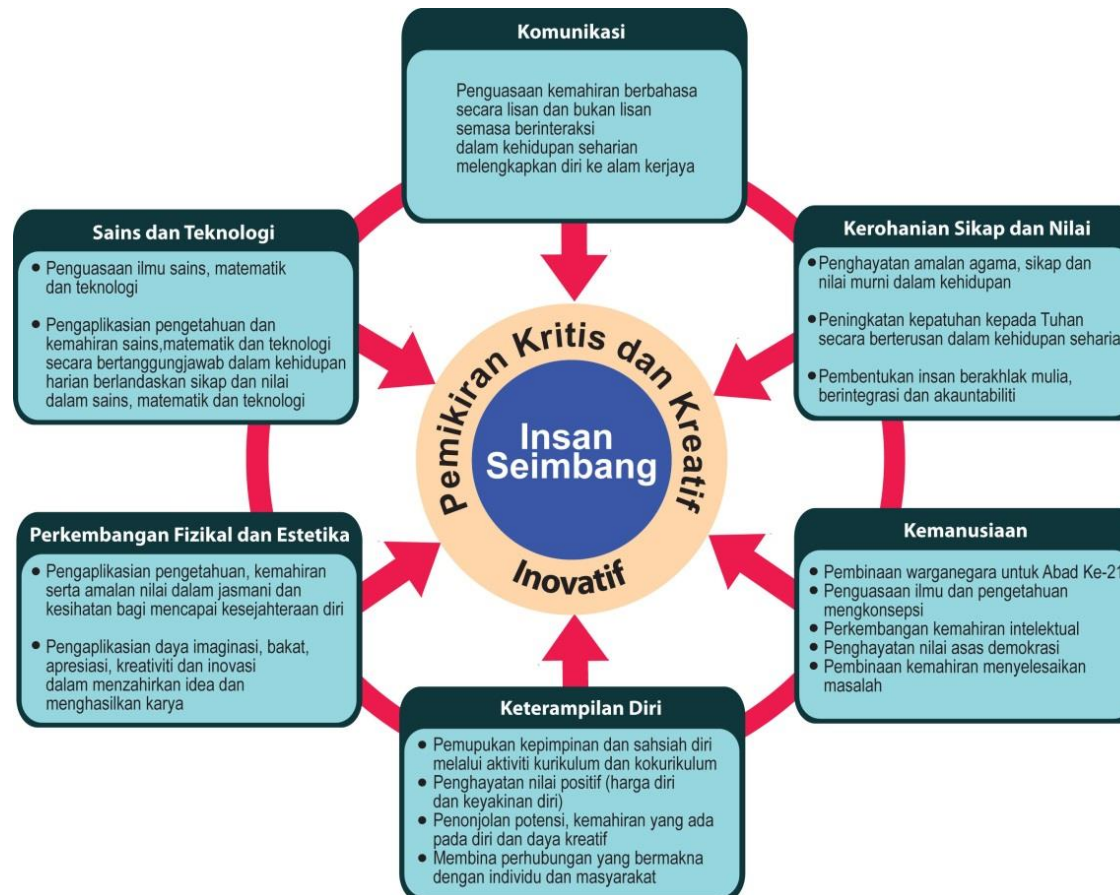 Komunikasi
Penguasaan kemahiran berbahasa
secara lisan dan bukan lisan
semasa berinteraksi
dalam kehidupan seharian
melengkapkan diri ke alam kerjaya
Sains dan Teknologi
● Penguasaan ilmu sains, matematik
dan teknologi
● Pengaplikasian pengetahuan dan
kemahiran sains,matematik dan teknologi
secara bertanggungjawab dalam kehidupan
harian berlandaskan sikap dan nilai
dalam sains, matematik dan teknologi
Kerohanian Sikap dan Nilai
● Penghayatan amalan agama, sikap dan
nilai murni dalam kehidupan
● Peningkatan kepatuhan kepada Tuhan
secara berterusan dalam kehidupan seharia
● Pembentukan insan berakhlak mulia,
berintegrasi dan akauntabiliti
Pemikiran Kritis dan Kreatif
Insan
Seimbang
Inovatif
Perkembangan Fizikal dan Estetika
● Pengaplikasian pengetahuan, kemahiran
serta amalan nilai dalam jasmani dan
kesihatan bagi mencapai kesejahteraan diri
● Pengaplikasian daya imaginasi, bakat,
apresiasi, kreativiti dan inovasi
dalam menzahirkan idea dan
menghasilkan karya
Kemanusiaan
● Pembinaan warganegara untuk Abad Ke-21
● Penguasaan ilmu dan pengetahuan
mengkonsepsi
● Perkembangan kemahiran intelektual
● Penghayatan nilai asas demokrasi
● Pembinaan kemahiran menyelesaikan
masalah
Keterampilan Diri
● Pemupukan kepimpinan dan sahsiah diri
melalui aktiviti kurikulum dan kokurikulum
● Penghayatan nilai positif (harga diri
dan keyakinan diri)
● Penonjolan potensi, kemahiran yang ada
pada diri dan daya kreatif
● Membina perhubungan yang bermakna
dengan individu dan masyarakat